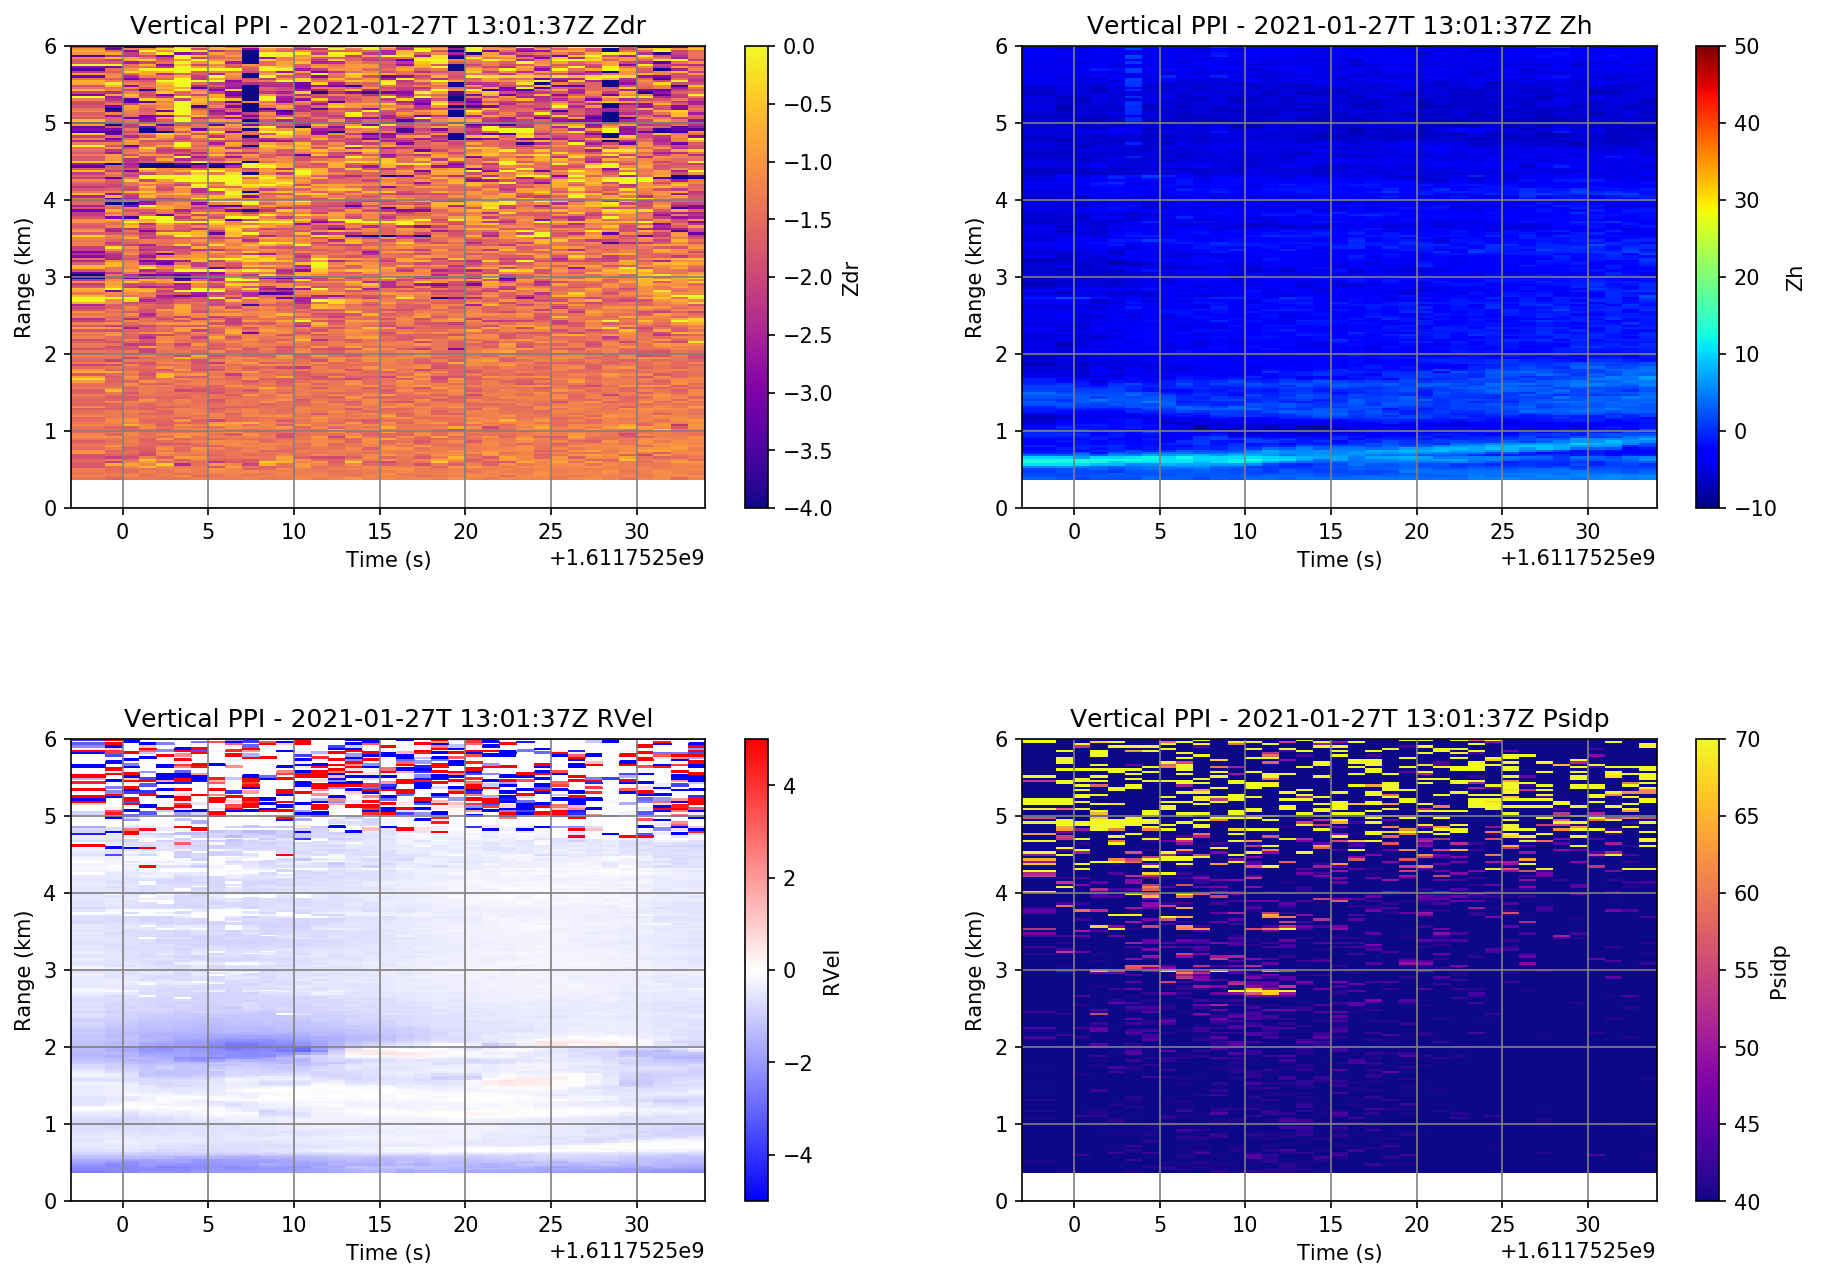 Vertical PPI - 2021-01-27T 13:01:37Z Zdr
6
5
4
3
2
1
0
Range (km)
0 5 10 15 20 25 30
Time (s)
+1.6117525e9
0.0
−0.5
−1.0
−1.5
−2.0
−2.5
−3.0
−3.5
−4.0
Zdr
Vertical PPI - 2021-01-27T 13:01:37Z Zh
6
5
4
3
2
1
0
Range (km)
0 5 10 15 20 25 30
Time (s)
+1.6117525e9
50
40
30
20
10
0
−10
Zh
Vertical PPI - 2021-01-27T 13:01:37Z RVel
6
5
4
3
2
1
0
Range (km)
0 5 10 15 20 25 30
Time (s)
+1.6117525e9
4
2
0
−2
−4
RVel
Vertical PPI - 2021-01-27T 13:01:37Z Psidp
6
5
4
3
2
1
0
Range (km)
0 5 10 15 20 25 30
Time (s)
+1.6117525e9
70
65
60
55
50
45
40
Psidp